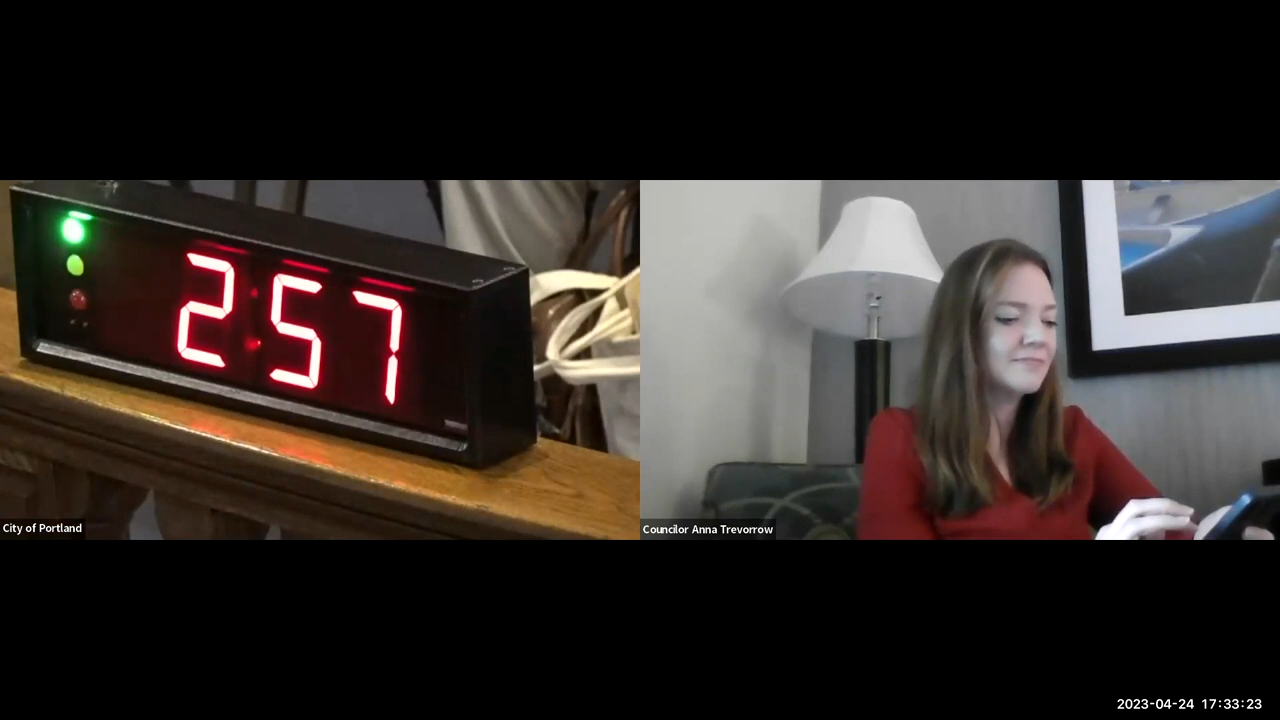 2:57
City of Portland
Councilor Anna Trevorrow
2023-04-24 17:33:23